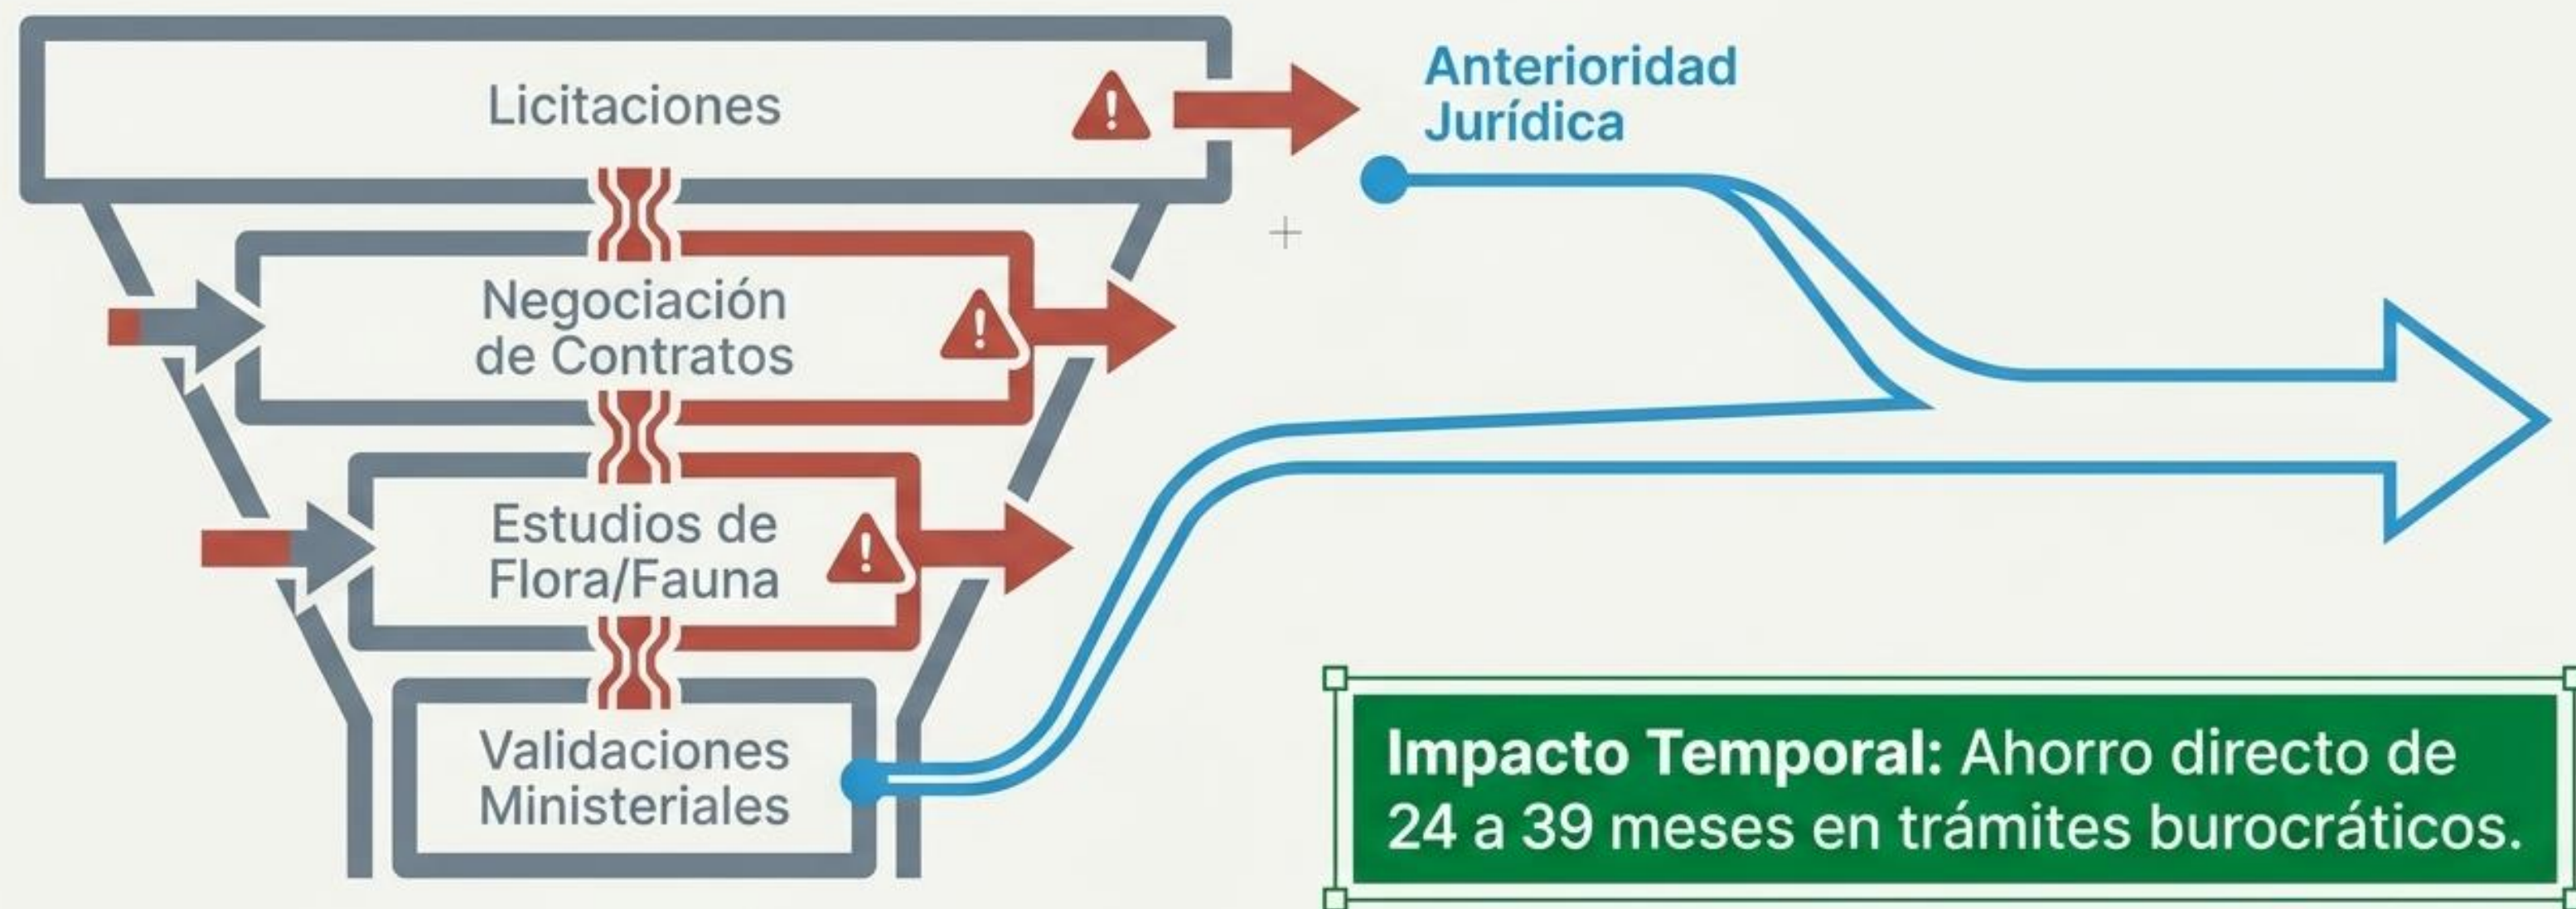 Licitaciones
Anterioridad
Jurídica
Negociación
de Contratos
Estudios de
Flora/Fauna
Validaciones
Ministeriales
Impacto Temporal: Ahorro directo de
24 a 39 meses en trámites burocráticos.